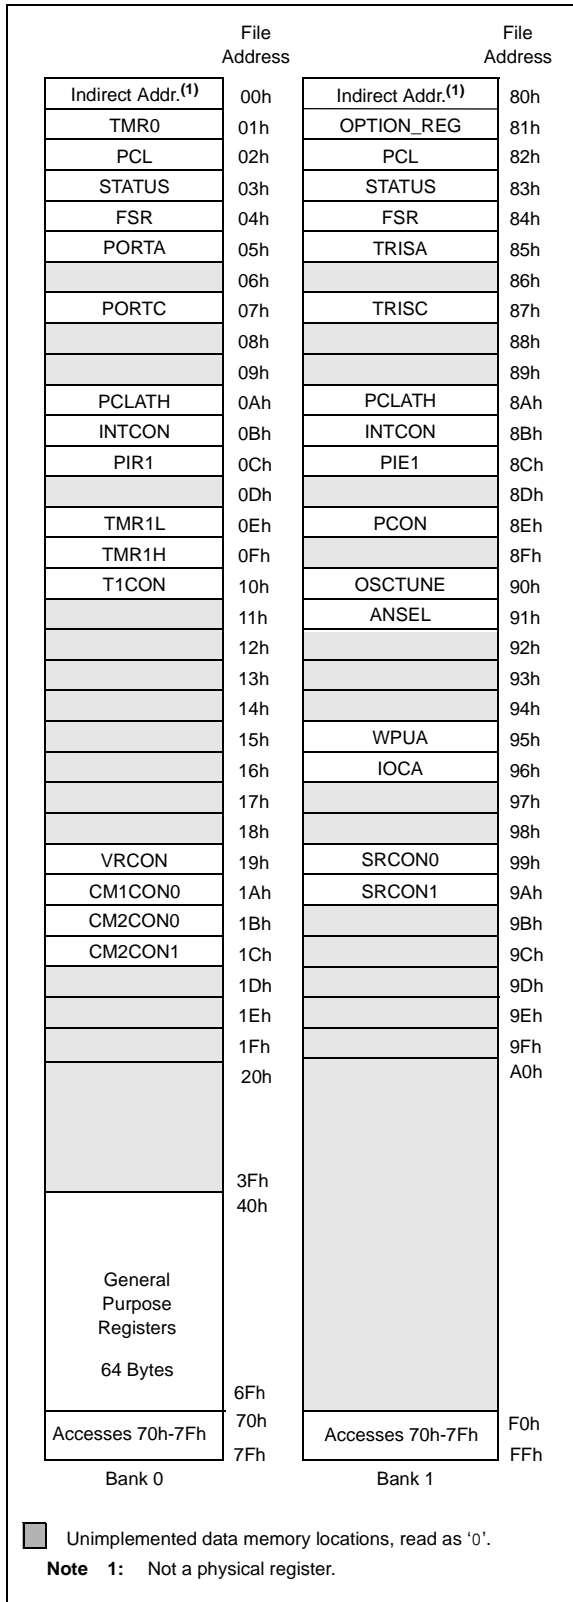 File Address File Address
Indirect Addr.(1) 00h Indirect Addr.(1) 80h
TMR0 01h OPTION_REG 81h
PCL 02h PCL 82h
STATUS 03h STATUS 83h
FSR 04h FSR 84h
PORTA 05h TRISA 85h
06h 86h
PORTC 07h TRISC 87h
08h 88h
09h 89h
PCLATH 0Ah PCLATH 8Ah
INTCON 0Bh INTCON 8Bh
PIR1 0Ch PIE1 8Ch
0Dh 8Dh
TMR1L 0Eh PCON 8Eh
TMR1H 0Fh 8Fh
T1CON 10h OSCTUNE 90h
11h ANSEL 91h
12h 92h
13h 93h
14h 94h
15h WPUA 95h
16h IOCA 96h
17h 97h
18h 98h
VRCON 19h SRCON0 99h
CM1CON0 1Ah SRCON1 9Ah
CM2CON0 1Bh 9Bh
CM2CON1 1Ch 9Ch
1Dh 9Dh
1Eh 9Eh
1Fh 9Fh
20h A0h
3Fh
40h
General
Purpose
Registers
64 Bytes
6Fh
Accesses 70h-7Fh 70h Accesses 70h-7Fh F0h
7Fh FFh
Bank 0 Bank 1
Unimplemented data memory locations, read as ‘0’.
Note 1: Not a physical register.